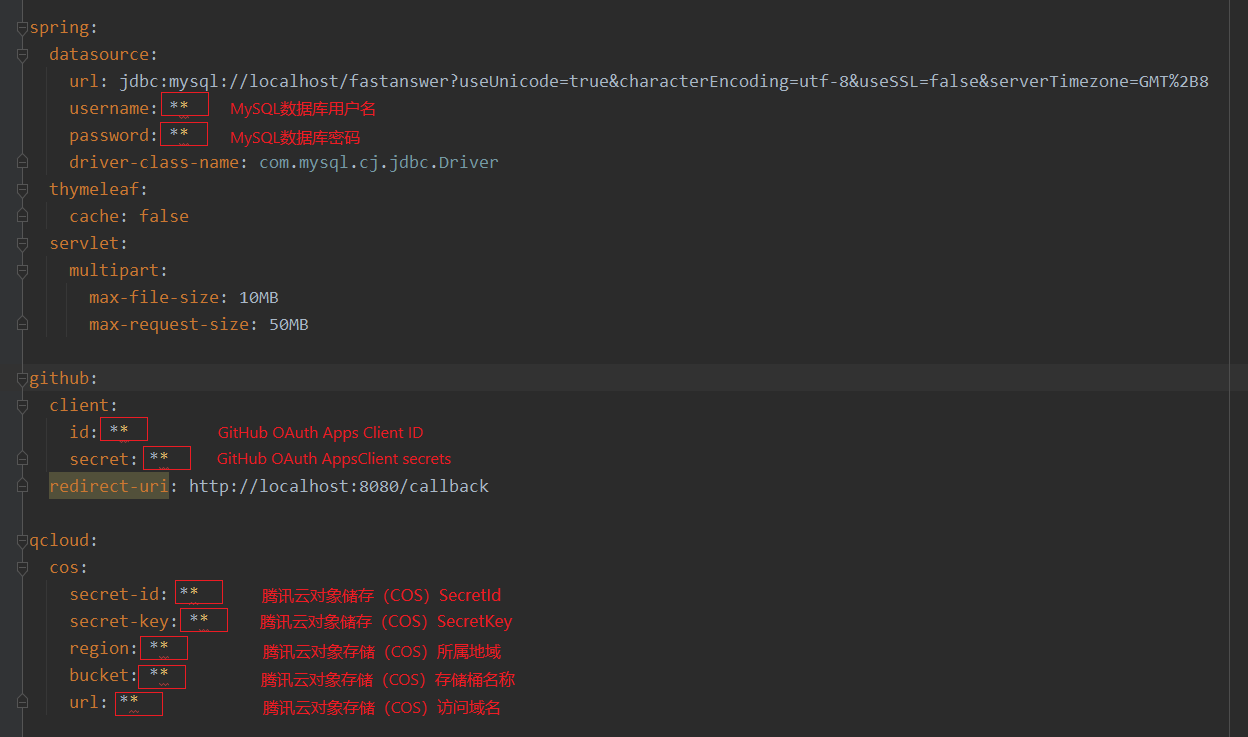 spring:
datasource:
url: jdbc:mysql://localhost/fastanswer?useUnicode=true&characterEncoding=utf-8&useSSL=false&serverTimezone=GMT%2B8
username: ** MySQL数据库用户名
password: ** MySQL数据库密码
driver-class-name: com.mysql.cj.jdbc.Driver
thymeleaf:
cache: false
servlet:
multipart:
max-file-size: 10MB
max-request-size: 50MB
github:
client:
id: ** GitHub OAuth Apps Client ID
secret: ** GitHub OAuth AppsClient secrets
redirect-uri: http://localhost:8080/callback
qcloud:
cos:
secret-id: ** 腾讯云对象储存（COS）SecretId
secret-key: ** 腾讯云对象储存（COS）SecretKey
region: ** 腾讯云对象存储（COS）所属地域
bucket: ** 腾讯云对象存储（COS）存储桶名称
url: ** 腾讯云对象存储（COS）访问域名